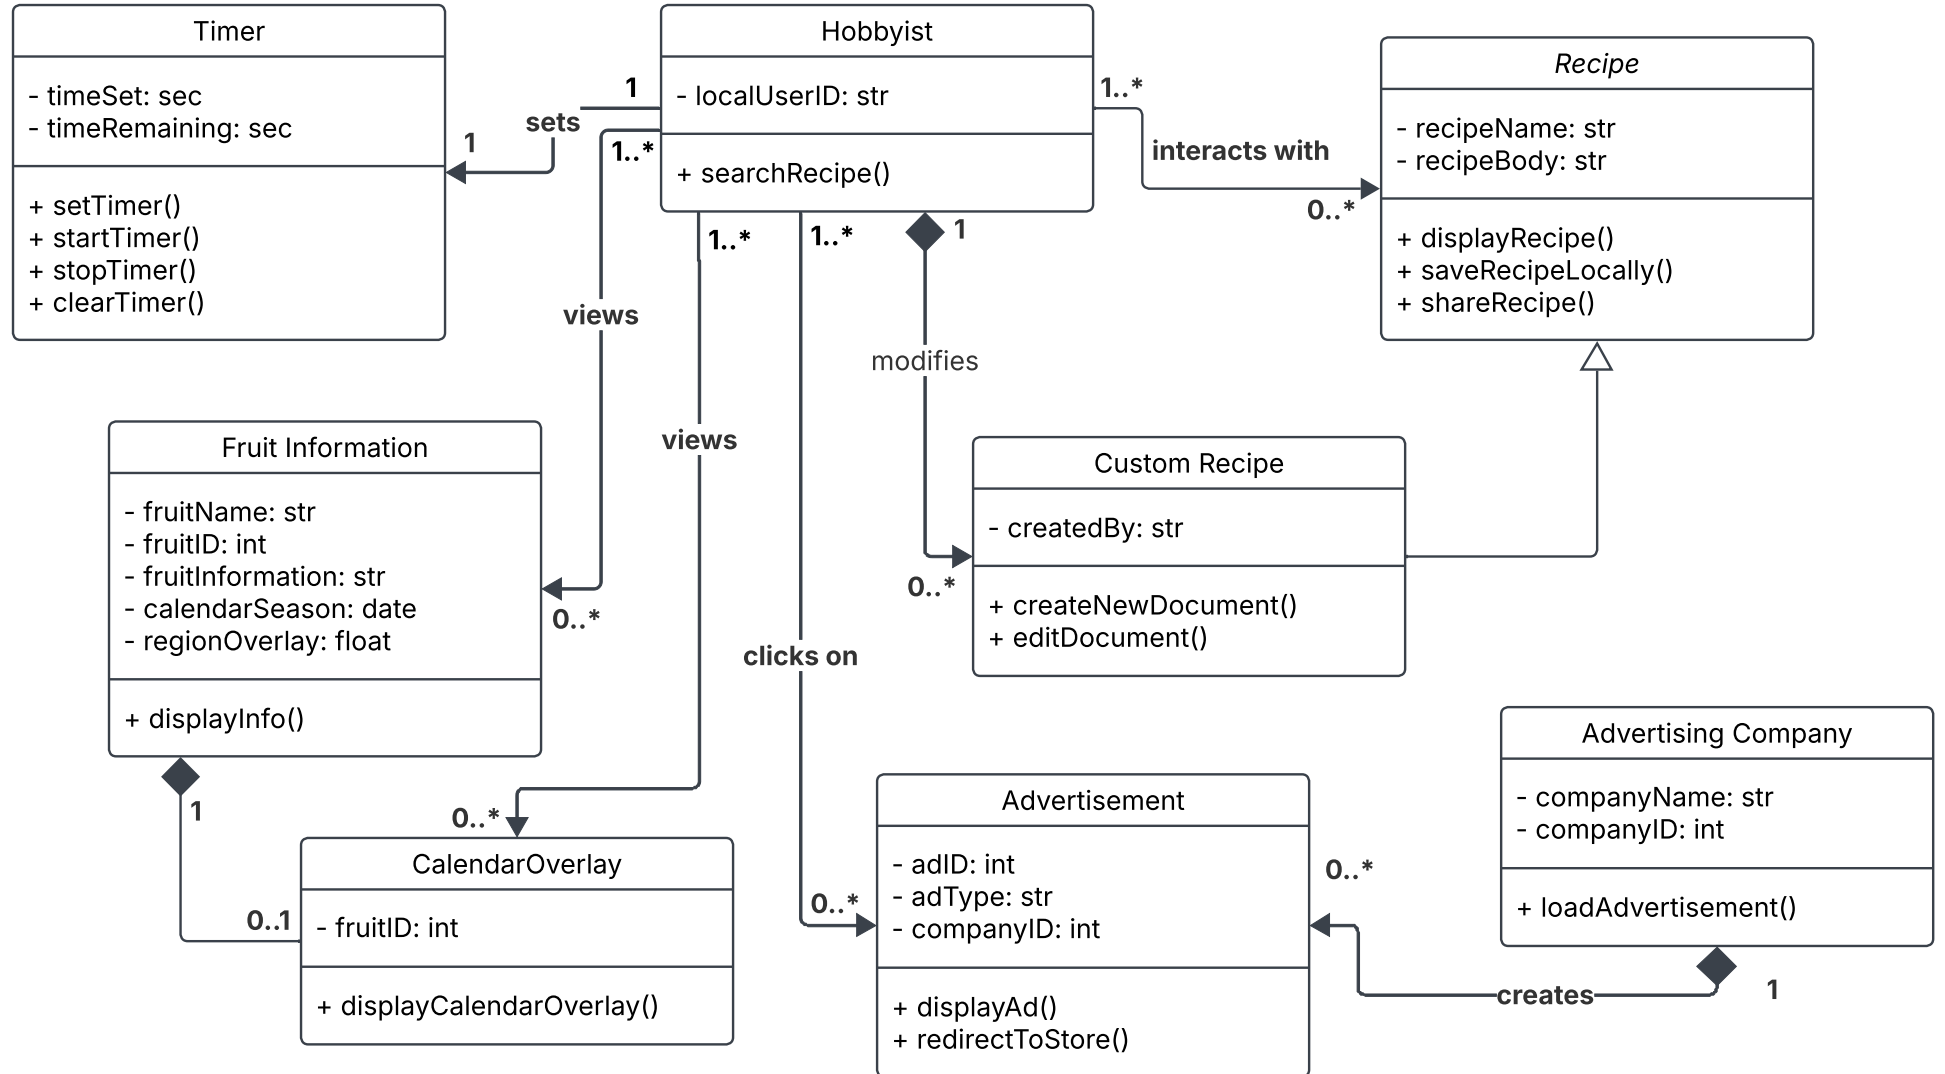 Timer
- timeSet: sec
- timeRemaining: sec
+ setTimer()
+ startTimer()
+ stopTimer()
+ clearTimer()
Hobbyist
- localUserID: str
+ searchRecipe()
Recipe
- recipeName: str
- recipeBody: str
+ displayRecipe()
+ saveRecipeLocally()
+ shareRecipe()
1
sets
1
1..*
views
0..*
1..*
views
0..*
1..*
clicks on
0..*
1
modifies
0..*
1..*
interacts with
0..*
Fruit Information
- fruitName: str
- fruitID: int
- fruitInformation: str
- calendarSeason: date
- regionOverlay: float
+ displayInfo()
1
0..1
Custom Recipe
- createdBy: str
+ createNewDocument()
+ editDocument()
CalendarOverlay
- fruitID: int
+ displayCalendarOverlay()
Advertisement
- adID: int
- adType: str
- companyID: int
+ displayAd()
+ redirectToStore()
Advertising Company
- companyName: str
- companyID: int
+ loadAdvertisement()
0..*
creates
1